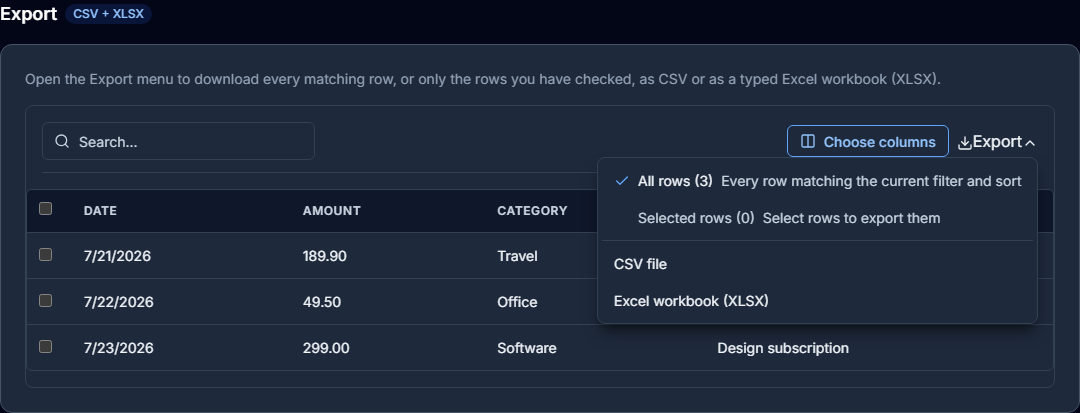 Export CSV + XLSX
Open the Export menu to download every matching row, or only the rows you have checked, as CSV or as a typed Excel workbook (XLSX).
Search... Choose columns Export
All rows (3) Every row matching the current filter and sort
Selected rows (0) Select rows to export them
CSV file
Excel workbook (XLSX)
DATE AMOUNT CATEGORY
7/21/2026 189.90 Travel
7/22/2026 49.50 Office
7/23/2026 299.00 Software Design subscription